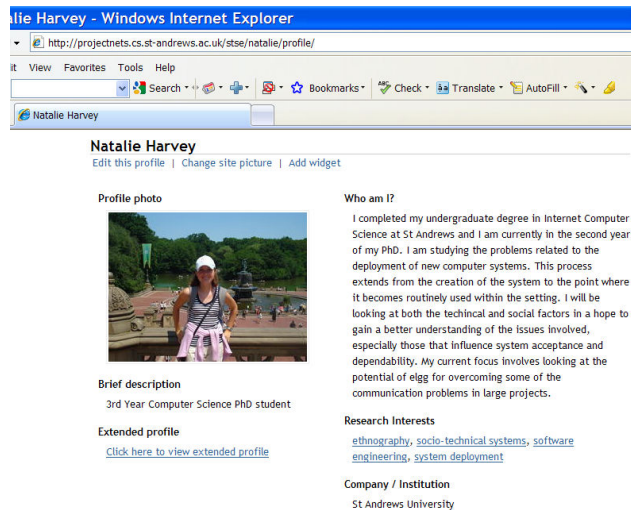 lie Harvey - Windows Internet Explorer
http://projectnets.cs.st-andrews.ac.uk/stse/natalie/profile/
it View Favorites Tools Help
Search Bookmarks Check Translate AutoFill
Natalie Harvey
Natalie Harvey
Edit this profile | Change site picture | Add widget
Profile photo
Brief description
3rd Year Computer Science PhD student
Extended profile
Click here to view extended profile
Who am I?
I completed my undergraduate degree in Internet Computer
Science at St Andrews and I am currently in the second year
of my PhD. I am studying the problems related to the
deployment of new computer systems. This process
extends from the creation of the system to the point where
it becomes routinely used within the setting. I will be
looking at both the techincal and social factors in a hope to
gain a better understanding of the issues involved,
especially those that influence system acceptance and
dependability. My current focus involves looking at the
potential of elgg for overcoming some of the
communication problems in large projects.
Research Interests
ethnography, socio-technical systems, software
engineering, system deployment
Company / Institution
St Andrews University